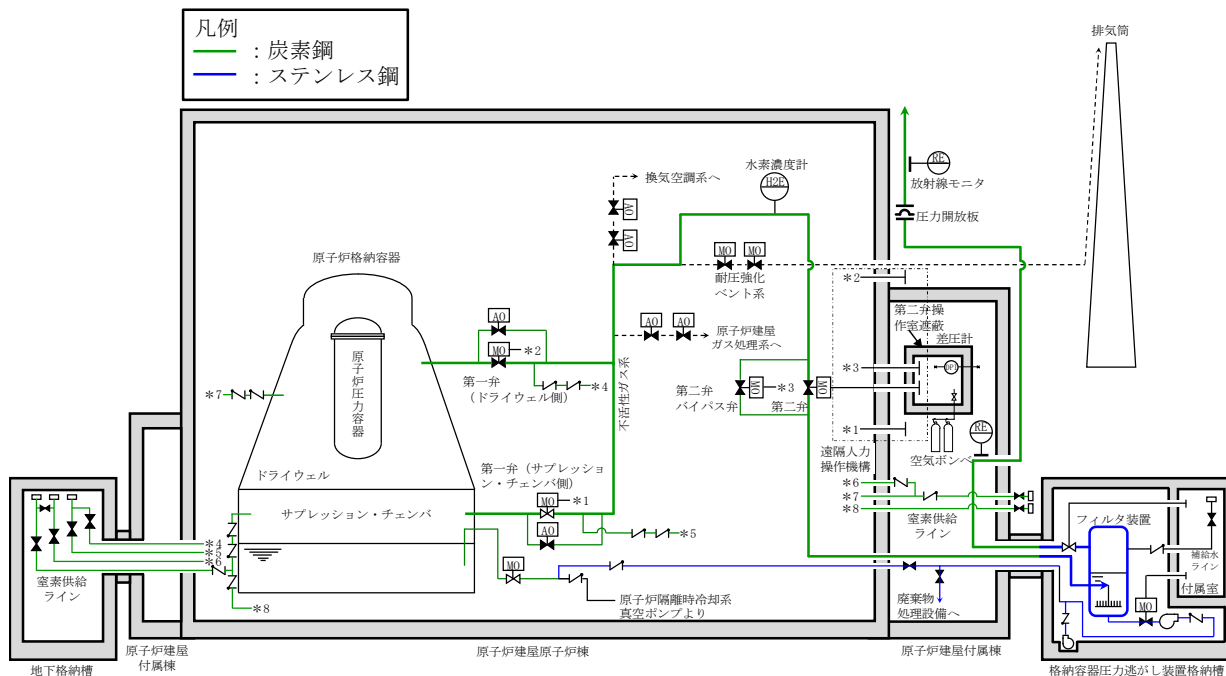 凡例
：炭素鋼
：ステンレス鋼
排気筒
水素濃度計
H2E
RE
放射線モニタ
圧力開放板
換気空調系へ
AO
AO
MO
MO
耐圧強化
ベント系
原子炉格納容器
原子炉圧力容器
AO
MO
*2
第一弁
（ドライウェル側）
*4
AO
AO
原子炉建屋
ガス処理系へ
不活性ガス系
*2
第二弁操
作室遮蔽
差圧計
DPI
*3
*1
MO
*3
第二弁
バイパス弁
MO
第二弁
RE
空気ボンベ
遠隔人力
操作機構
*7
ドライウェル
サプレッション・チェンバ
第一弁（サプレッショ
ン・チェンバ側）
MO
*1
AO
*5
*6
*7
*8
窒素供給
ライン
*4
*5
*6
*8
窒素供給
ライン
MO
原子炉隔離時冷却系
真空ポンプより
廃棄物
処理設備へ
フィルタ装置
補給水
ライン
付属室
MO
地下格納槽
原子炉建屋
付属棟
原子炉建屋原子炉棟
原子炉建屋付属棟
格納容器圧力逃がし装置格納槽